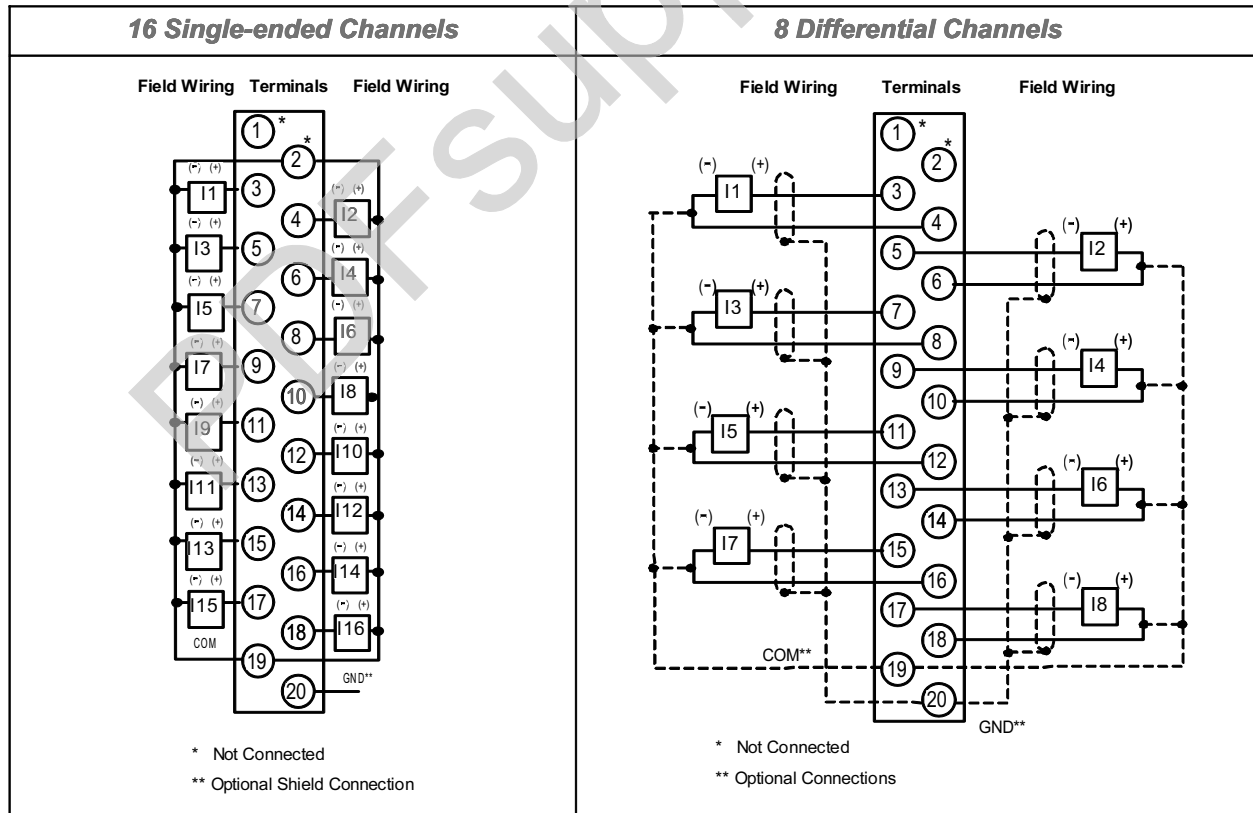 16 Single-ended Channels
8 Differential Channels
Field Wiring Terminals Field Wiring
1 *
2 *
(-) (+)
I1 3
(-) (+)
4 I2
(-) (+)
I3 5
(-) (+)
6 I4
(-) (+)
I5 7
(-) (+)
8 I6
(-) (+)
I7 9
(-) (+)
10 I8
(-) (+)
I9 11
(-) (+)
12 I10
(-) (+)
I11 13
(-) (+)
14 I12
(-) (+)
I13 15
(-) (+)
16 I14
(-) (+)
I15 17
(-) (+)
18 I16
COM
19
20 GND**
* Not Connected
** Optional Shield Connection
Field Wiring Terminals Field Wiring
1 *
2 *
(-) (+)
I1 3
4
(-) (+)
5 I2
6
(-) (+)
I3 7
8
(-) (+)
9 I4
10
(-) (+)
I5 11
12
(-) (+)
13 I6
14
(-) (+)
I7 15
16
(-) (+)
17 I8
18
COM** 19
20
GND**
* Not Connected
** Optional Connections